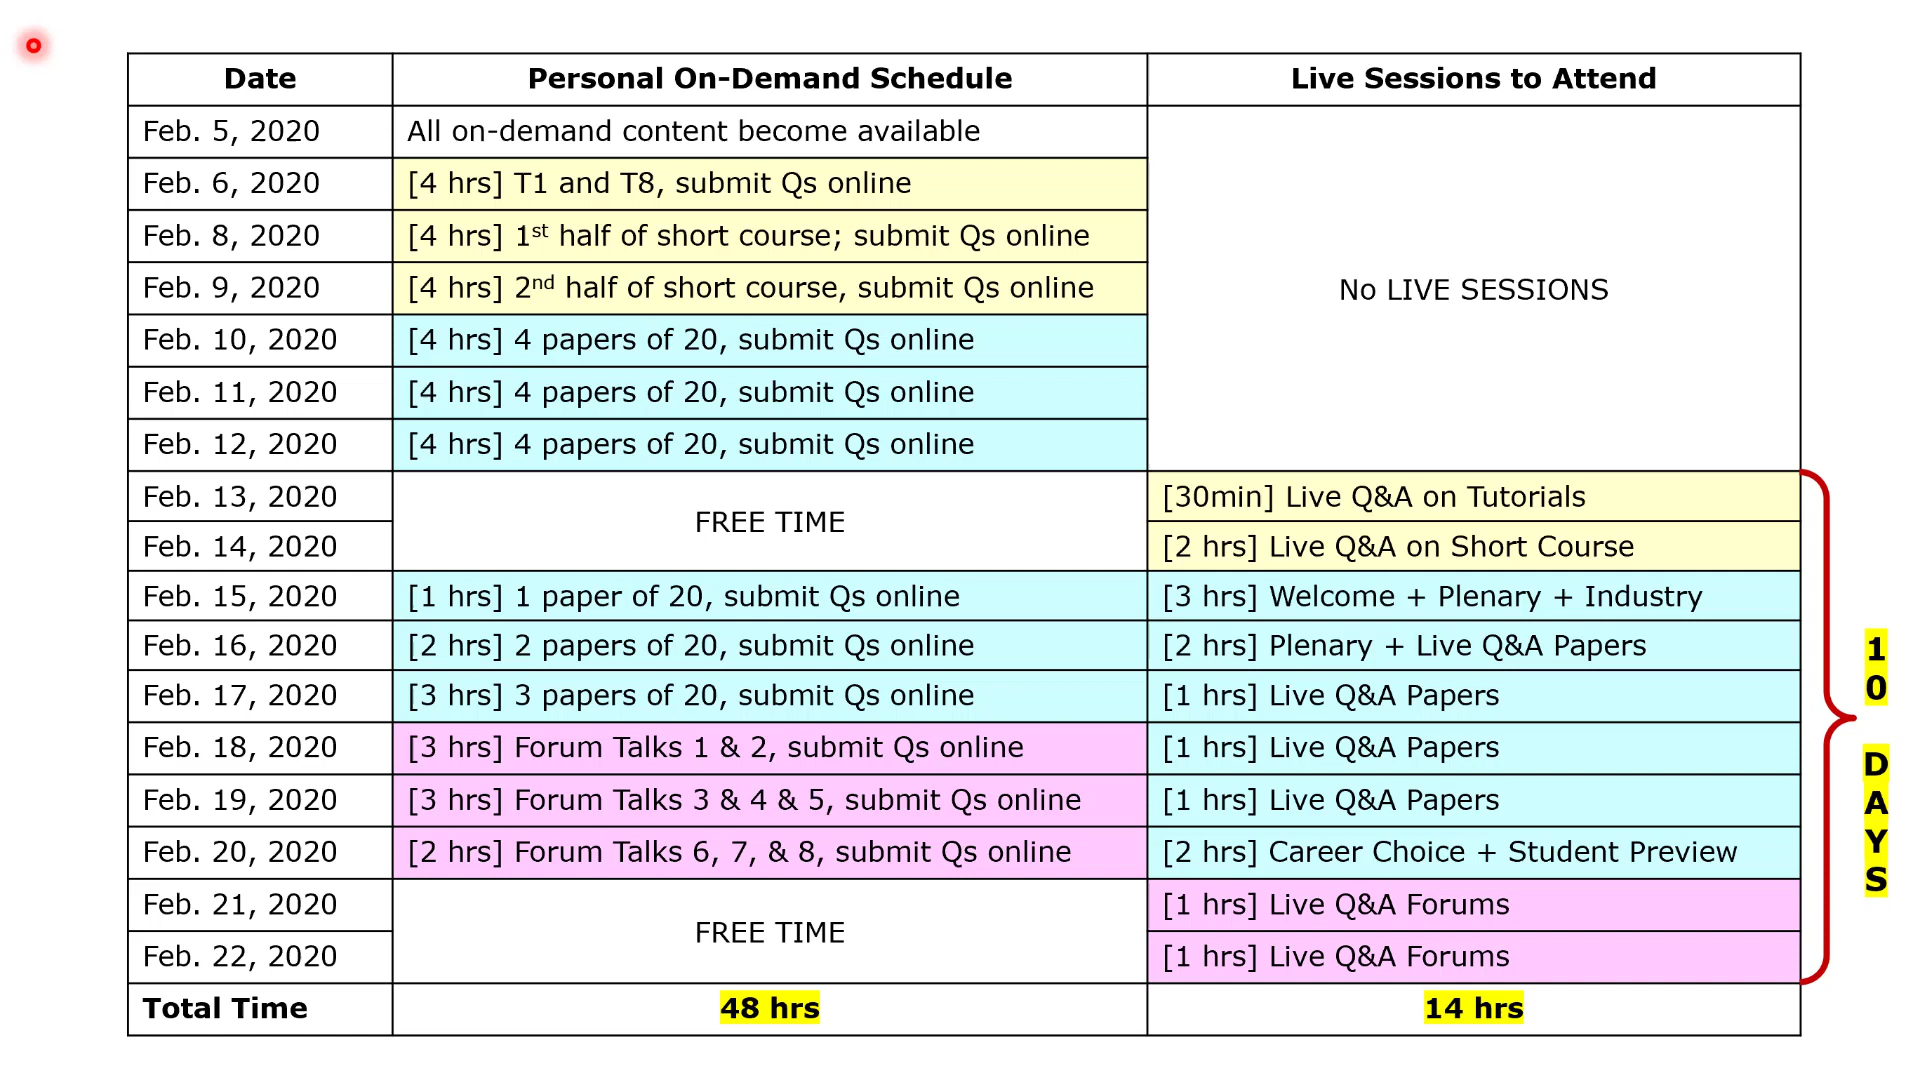 Date Personal On-Demand Schedule Live Sessions to Attend
Feb. 5, 2020 All on-demand content become available
Feb. 6, 2020 [4 hrs] T1 and T8, submit Qs online
Feb. 8, 2020 [4 hrs] 1st half of short course; submit Qs online
Feb. 9, 2020 [4 hrs] 2nd half of short course, submit Qs online
No LIVE SESSIONS
Feb. 10, 2020 [4 hrs] 4 papers of 20, submit Qs online
Feb. 11, 2020 [4 hrs] 4 papers of 20, submit Qs online
Feb. 12, 2020 [4 hrs] 4 papers of 20, submit Qs online
Feb. 13, 2020 [30min] Live Q&A on Tutorials
FREE TIME
Feb. 14, 2020 [2 hrs] Live Q&A on Short Course
Feb. 15, 2020 [1 hrs] 1 paper of 20, submit Qs online [3 hrs] Welcome + Plenary + Industry
Feb. 16, 2020 [2 hrs] 2 papers of 20, submit Qs online [2 hrs] Plenary + Live Q&A Papers
Feb. 17, 2020 [3 hrs] 3 papers of 20, submit Qs online [1 hrs] Live Q&A Papers
Feb. 18, 2020 [3 hrs] Forum Talks 1 & 2, submit Qs online [1 hrs] Live Q&A Papers
Feb. 19, 2020 [3 hrs] Forum Talks 3 & 4 & 5, submit Qs online [1 hrs] Live Q&A Papers
Feb. 20, 2020 [2 hrs] Forum Talks 6, 7, & 8, submit Qs online [2 hrs] Career Choice + Student Preview
Feb. 21, 2020 [1 hrs] Live Q&A Forums
FREE TIME
Feb. 22, 2020 [1 hrs] Live Q&A Forums
Total Time 48 hrs 14 hrs
10 DAYS